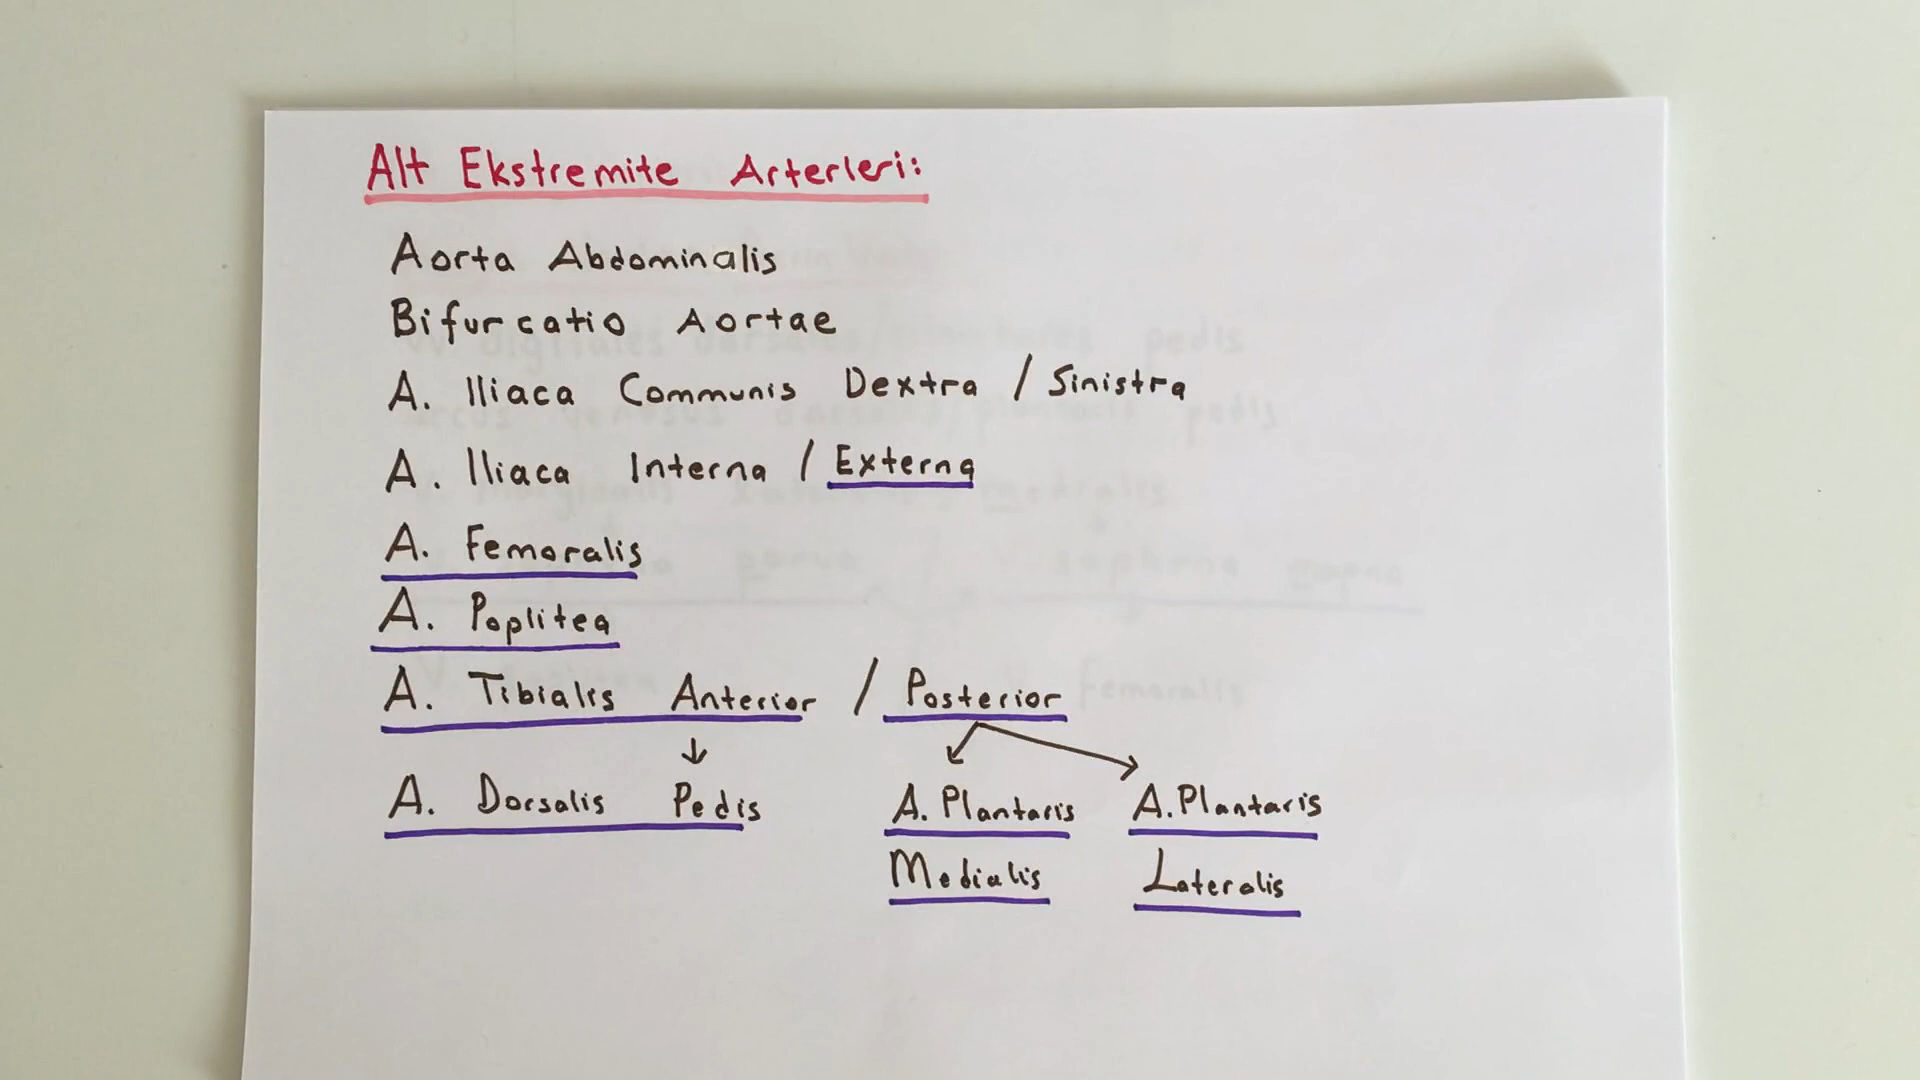 Alt Ekstremite Arterleri:
Aorta Abdominalis
Bifurcatio Aortae
A. Iliaca Communis Dextra / Sinistra
A. Iliaca Interna / Externa
A. Femoralis
A. Poplitea
A. Tibialis Anterior / Posterior
A. Dorsalis Pedis
A. Plantaris Medialis
A. Plantaris Lateralis